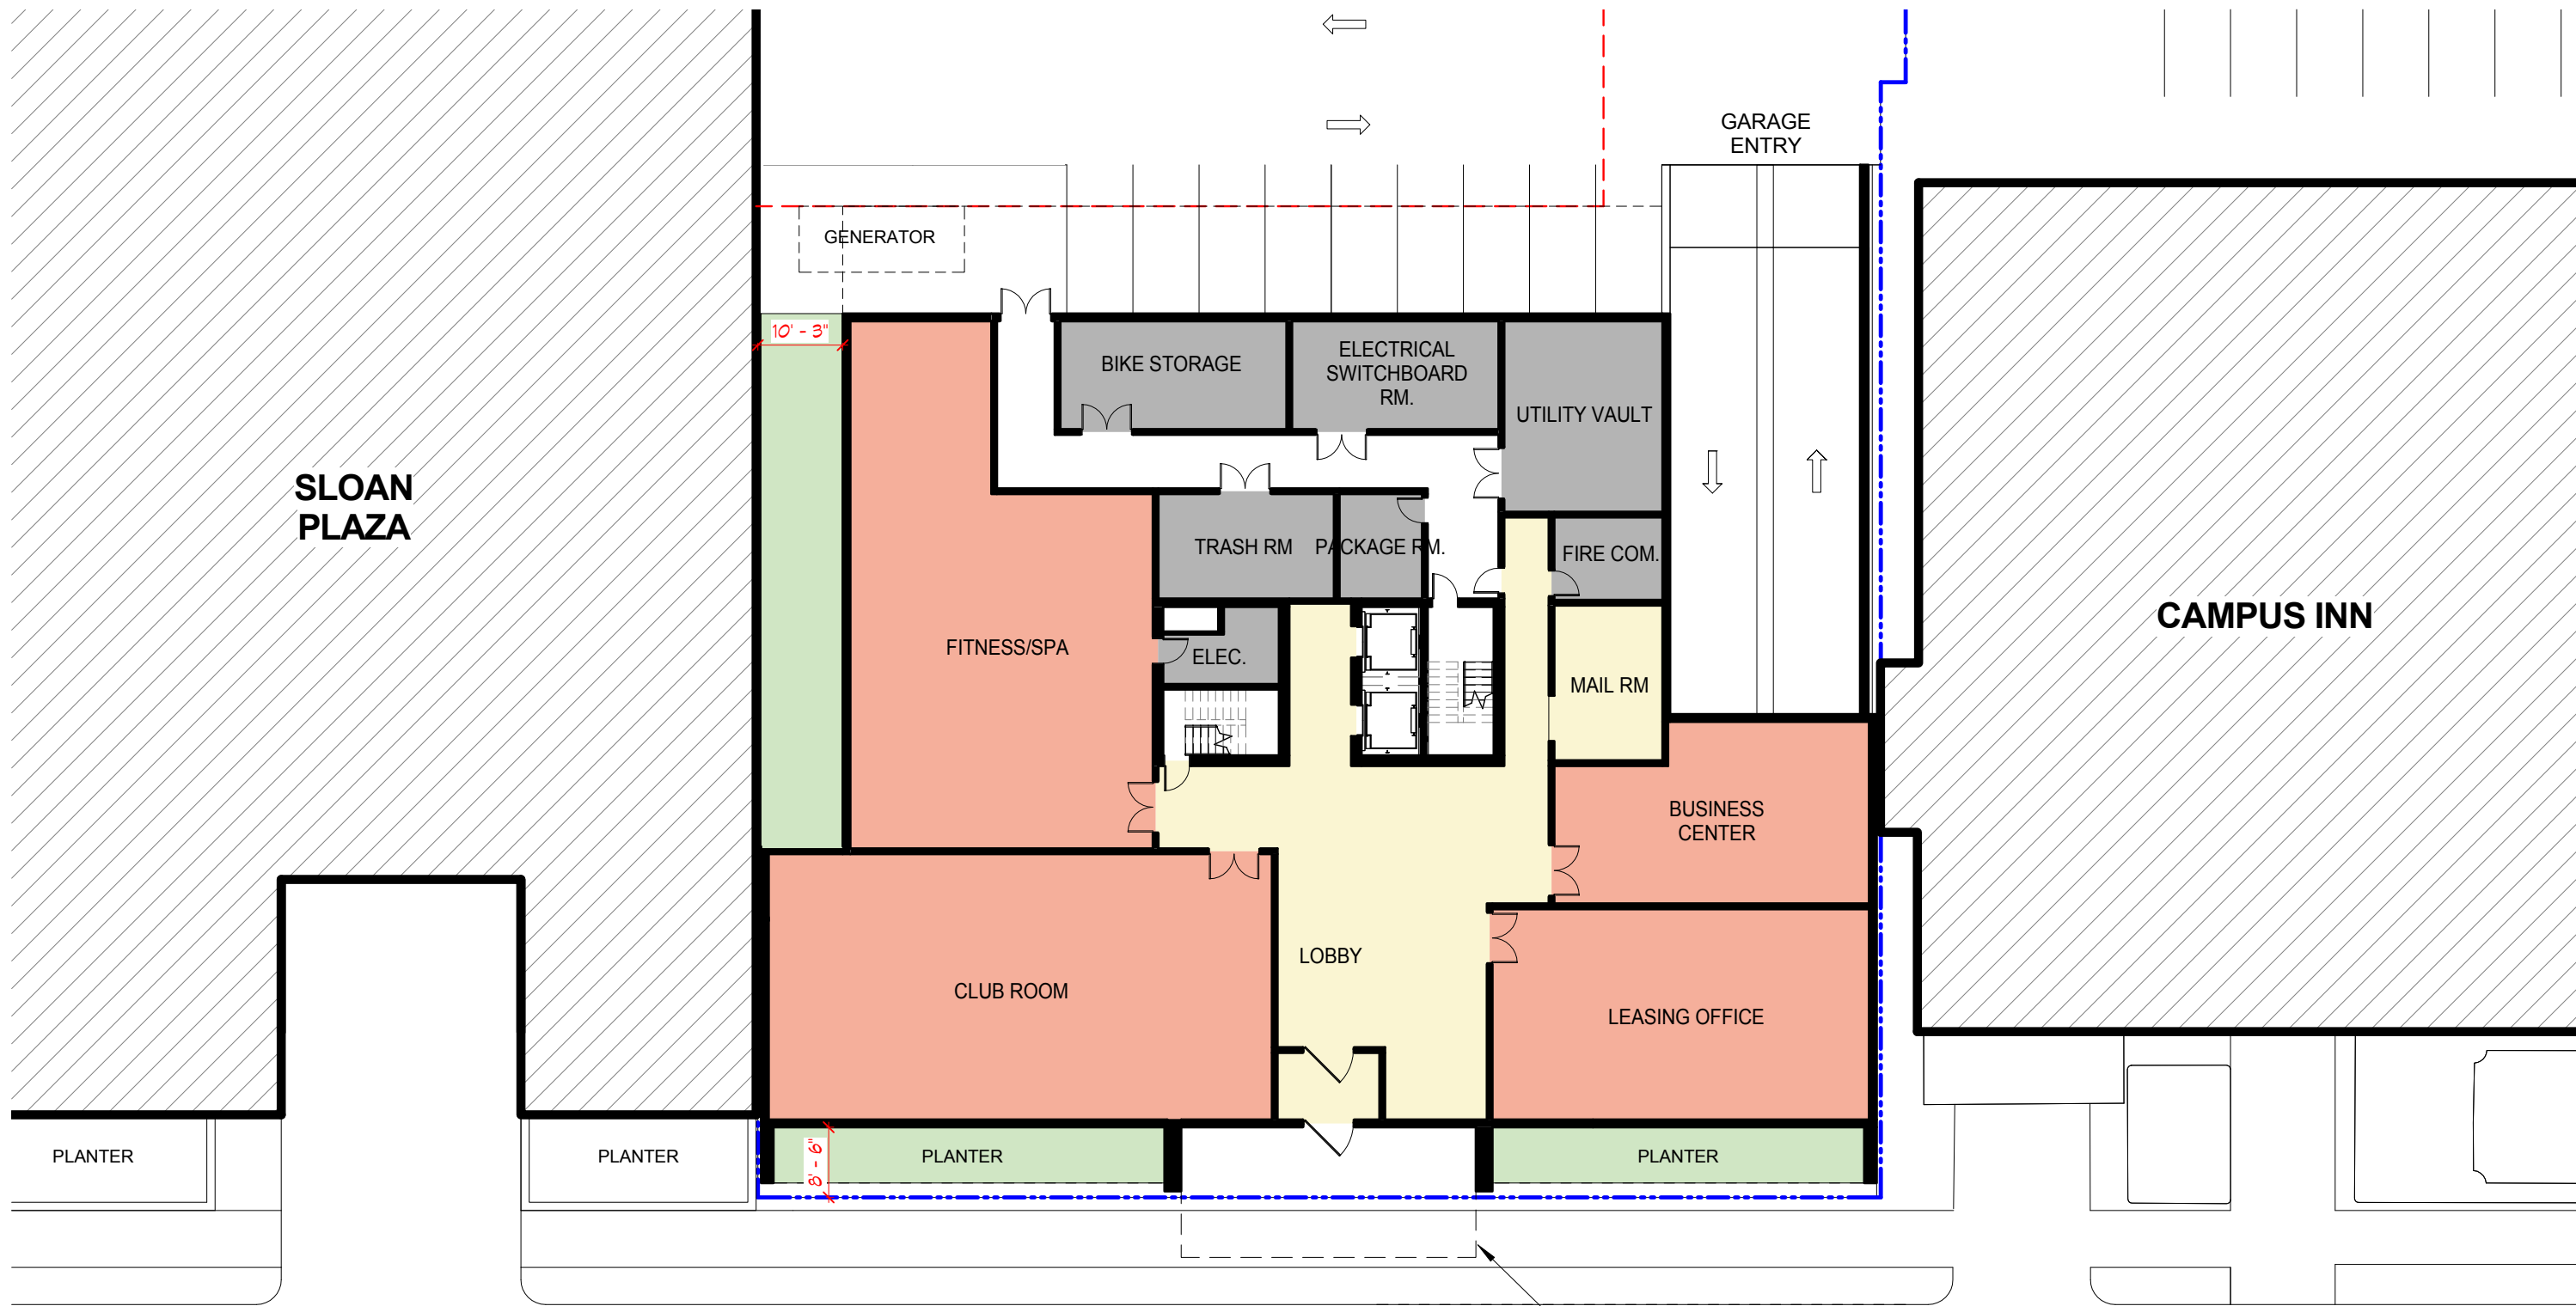 GARAGE
ENTRY
GENERATOR
10' - 3"
BIKE STORAGE
ELECTRICAL
SWITCHBOARD
RM.
UTILITY VAULT
SLOAN
PLAZA
TRASH RM
PACKAGE RM.
FIRE COM.
CAMPUS INN
FITNESS/SPA
ELEC.
MAIL RM
BUSINESS
CENTER
LOBBY
CLUB ROOM
LEASING OFFICE
PLANTER
PLANTER
8' - 6"
PLANTER
PLANTER